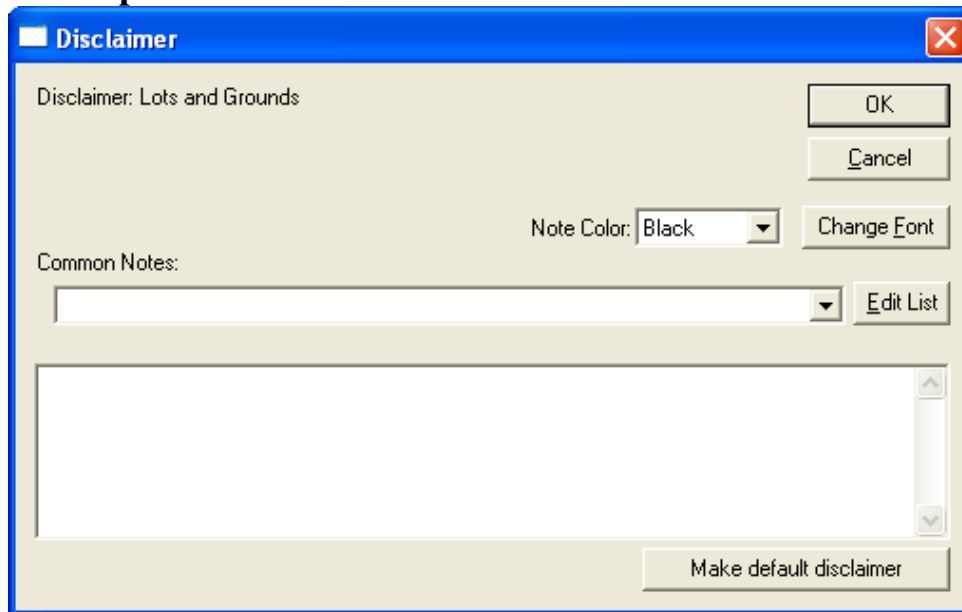 Disclaimer
Disclaimer: Lots and Grounds
OK
Cancel
Note Color: Black
Change Font
Common Notes:
Edit List
Make default disclaimer